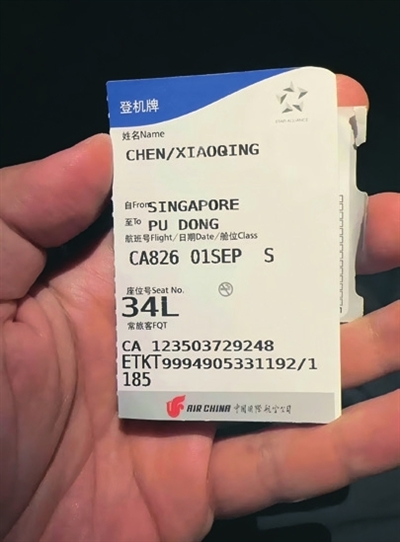 登机牌
STAR ALLIANCE
姓名Name
CHEN/XIAOQING
自From SINGAPORE
至To PU DONG
航班号Flight/日期Date/舱位Class
CA826 01SEP S
座位号Seat No.
34L
常旅客FQT
CA 123503729248
ETKT9994905331192/1
185
AIR CHINA 中国国际航空公司